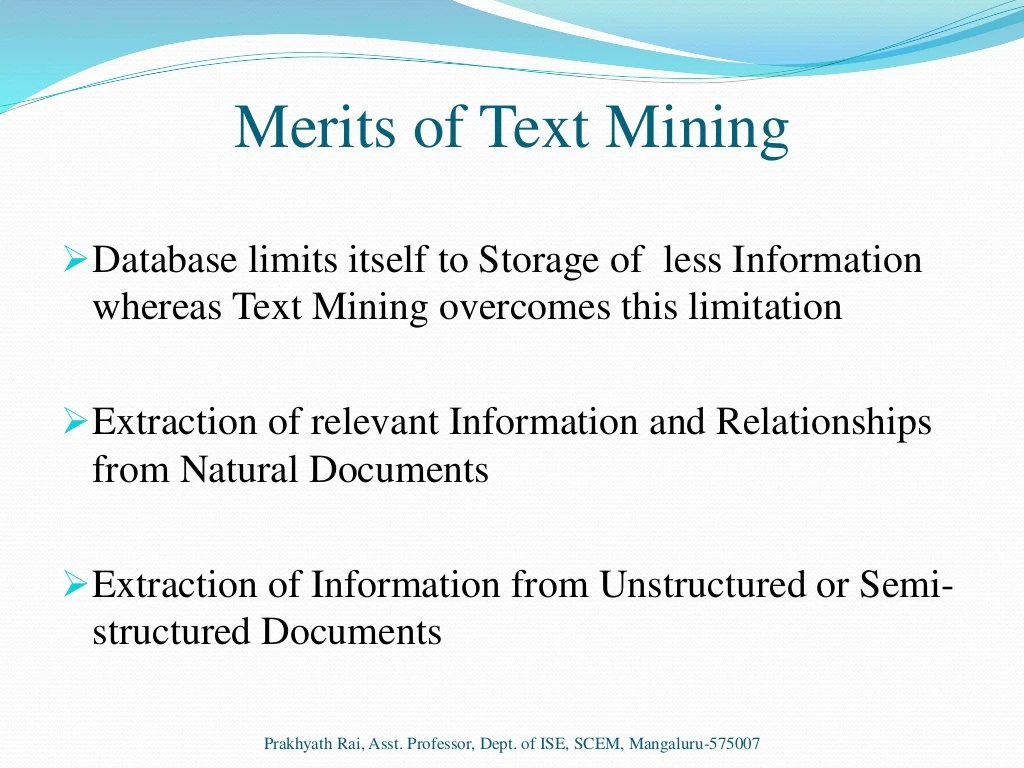 Merits of Text Mining
Database limits itself to Storage of  less Information
whereas Text Mining overcomes this limitation
Extraction of relevant Information and Relationships
from Natural Documents
Extraction of Information from Unstructured or Semi-
structured Documents
Prakhyath Rai, Asst. Professor, Dept. of ISE, SCEM, Mangaluru-575007